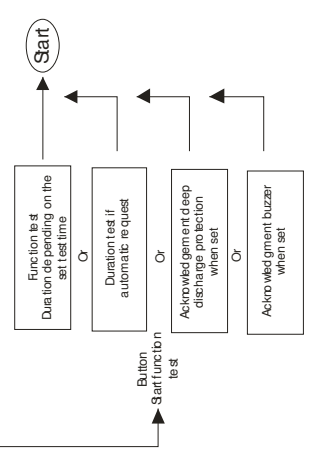 Start
Function test
Duration depending on the
set test time
Or
Duration test if
automatic request
Or
Acknowledgement deep
discharge protection
when set
Or
Acknowledgment buzzer
when set
Button
Start function
test